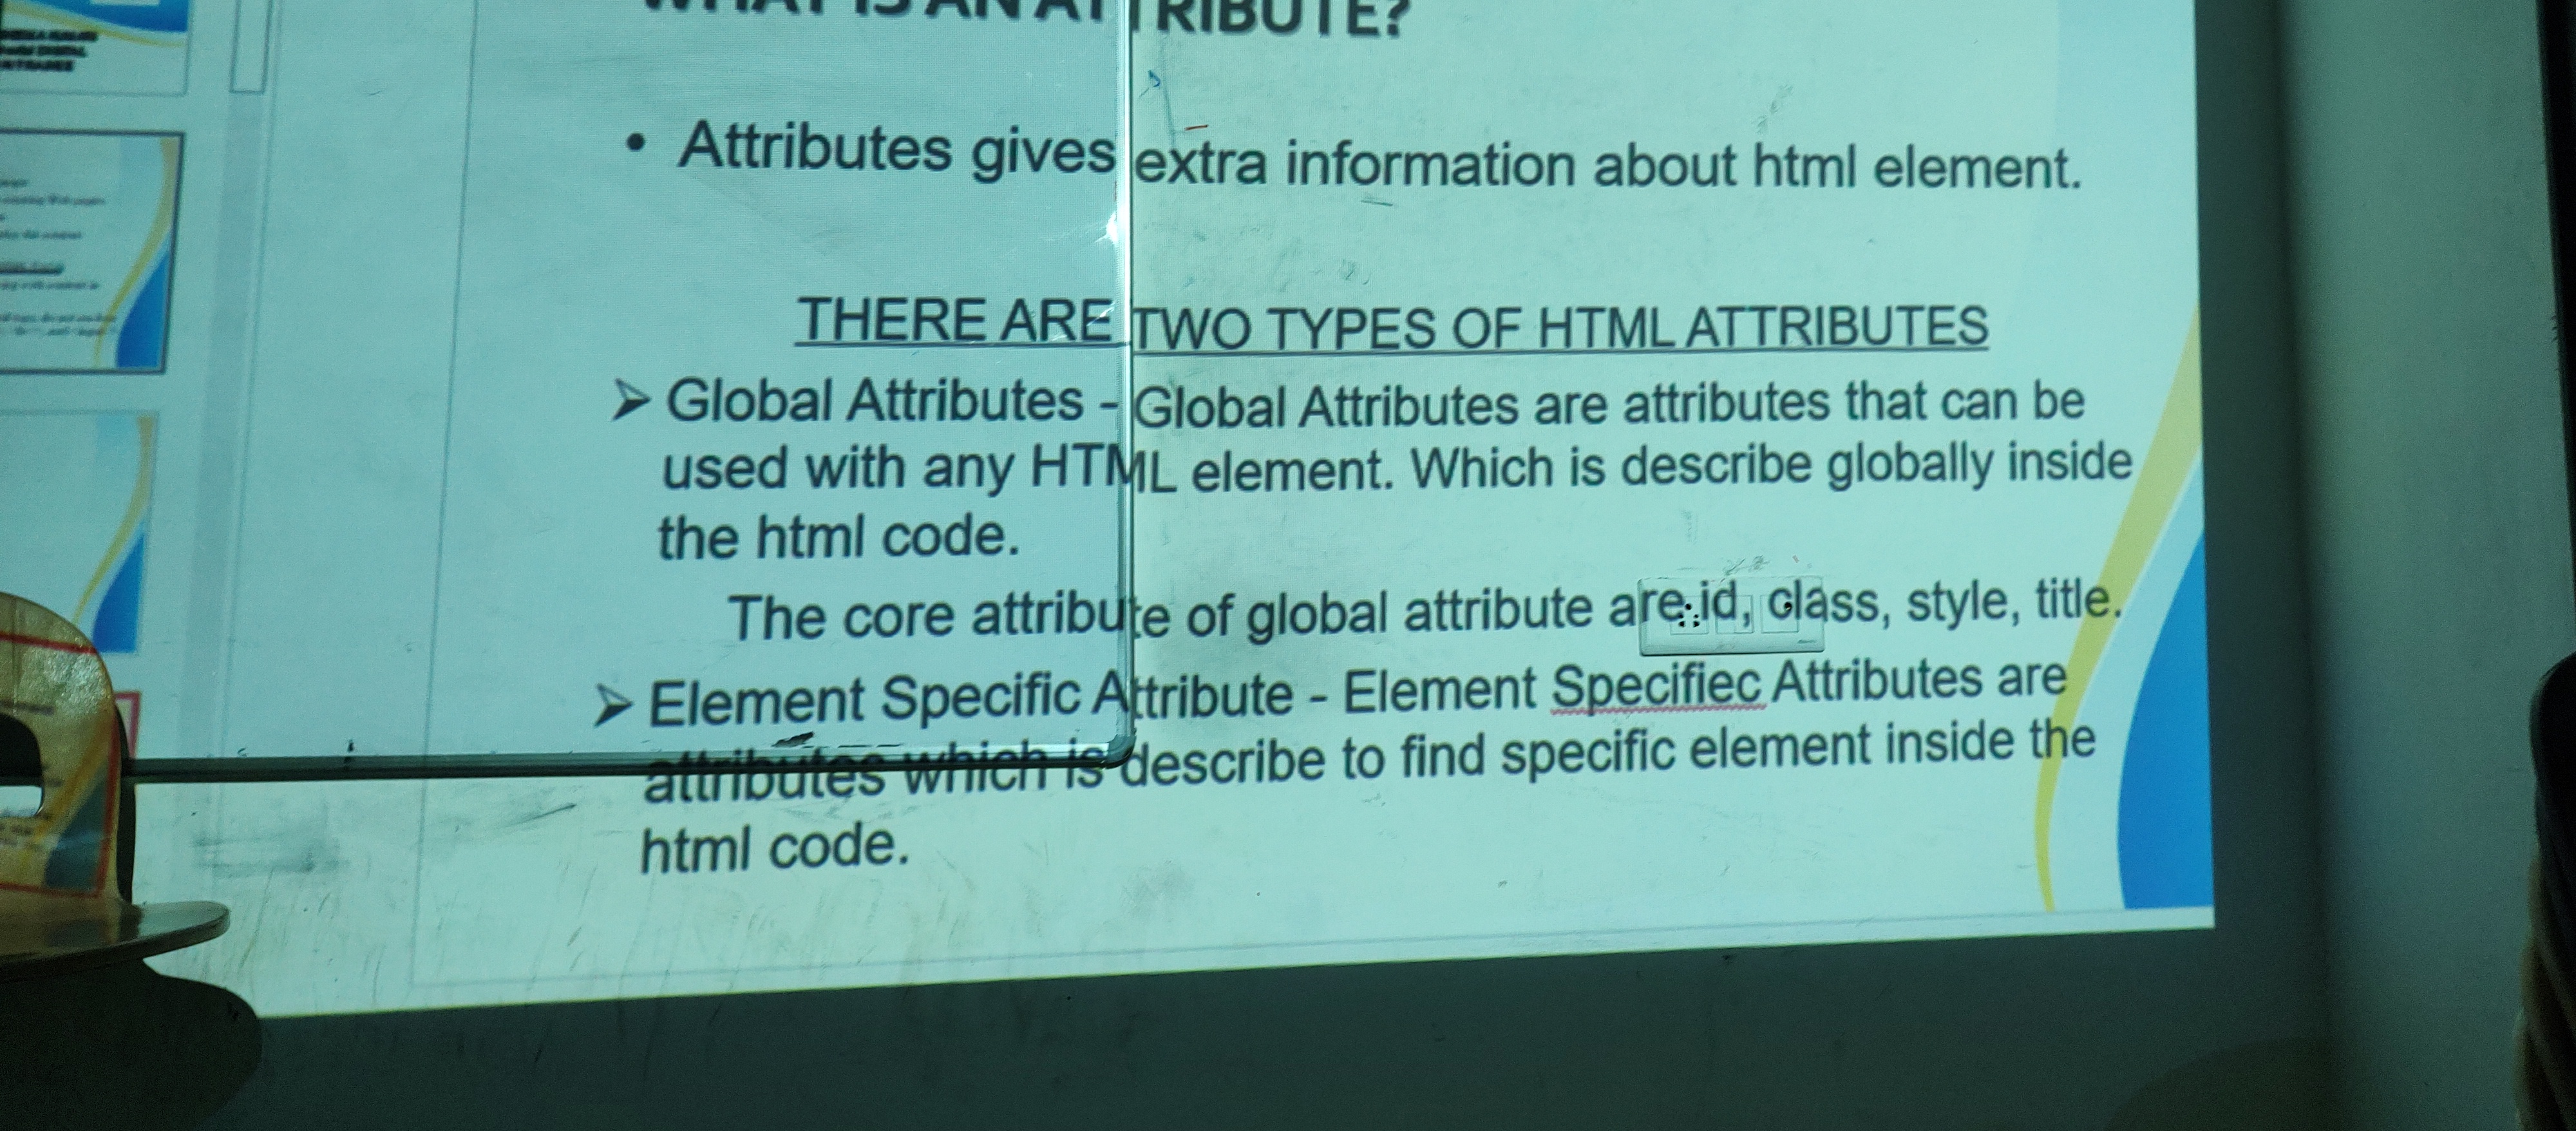 WHAT IS AN ATTRIBUTE?
• Attributes gives extra information about html element.
THERE ARE TWO TYPES OF HTML ATTRIBUTES
➢ Global Attributes - Global Attributes are attributes that can be
used with any HTML element. Which is describe globally inside
the html code.
The core attribute of global attribute are id, class, style, title.
➢ Element Specific Attribute - Element Specifiec Attributes are
attributes which is describe to find specific element inside the
html code.